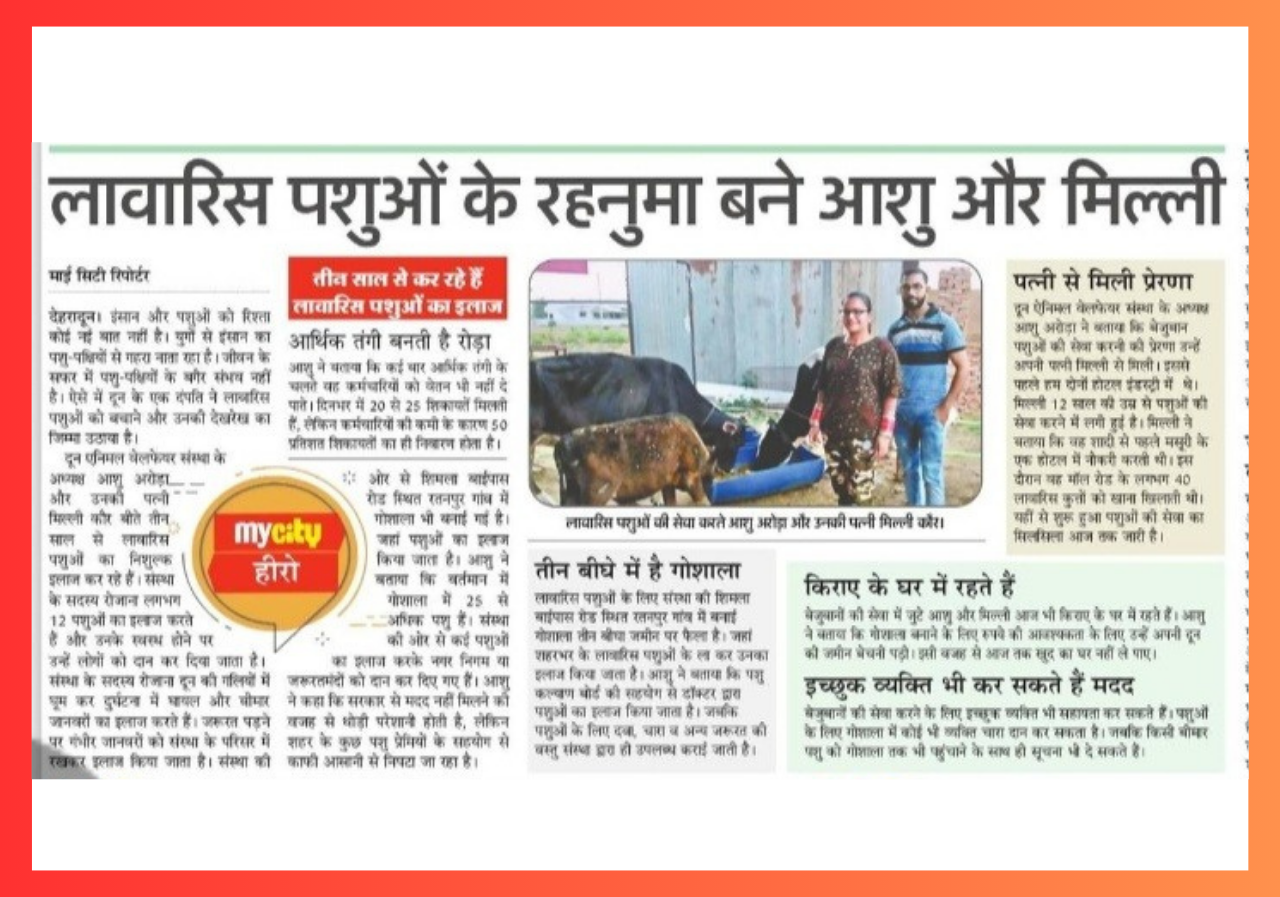 लावारिस पशुओं के रहनुमा बने आशु और मिल्ली
माई सिटी रिपोर्टर
देहरादून। इंसान और पशुओं को रिश्ता
कोई नई बात नहीं है। युगों से इंसान का
पशु-पक्षियों से गहरा नाता रहा है। जीवन के
सफर में पशु-पक्षियों के बगैर संभव नहीं
है। ऐसे में दून के एक दंपति ने लावारिस
पशुओं को बचाने और उनकी देखरेख का
जिम्मा उठाया है।
दून एनिमल वेलफेयर संस्था के
अध्यक्ष आशु अरोड़ा
और उनकी पत्नी
मिल्ली कौर बीते तीन
साल से लावारिस
पशुओं का निशुल्क
इलाज कर रहे हैं। संस्था
के सदस्य रोजाना लगभग
12 पशुओं का इलाज करते
हैं और उनके स्वस्थ होने पर
उन्हें लोगों को दान कर दिया जाता है।
संस्था के सदस्य रोजाना दून की गलियों में
घूम कर दुर्घटना में घायल और बीमार
जानवरों का इलाज करते हैं। जरूरत पड़ने
पर गंभीर जानवरों को संस्था के परिसर में
रखकर इलाज किया जाता है। संस्था की
mycity
हीरो
तीन साल से कर रहे हैं
लावारिस पशुओं का इलाज
आर्थिक तंगी बनती है रोड़ा
आशु ने बताया कि कई बार आर्थिक तंगी के
चलते वह कर्मचारियों को वेतन भी नहीं दे
पाते। दिनभर में 20 से 25 शिकायतें मिलती
हैं, लेकिन कर्मचारियों की कमी के कारण 50
प्रतिशत शिकायतों का ही निवारण होता है।
ओर से शिमला बाईपास
रोड स्थित रतनपुर गांव में
गोशाला भी बनाई गई है।
जहां पशुओं का इलाज
किया जाता है। आशु ने
बताया कि वर्तमान में
गोशाला में 25 से
अधिक पशु हैं। संस्था
की ओर से कई पशुओं
का इलाज करके नगर निगम या
जरूरतमंदों को दान कर दिए गए हैं। आशु
ने कहा कि सरकार से मदद नहीं मिलने की
वजह से थोड़ी परेशानी होती है, लेकिन
शहर के कुछ पशु प्रेमियों के सहयोग से
काफी आसानी से निपटा जा रहा है।
लावारिस पशुओं की सेवा करते आशु अरोड़ा और उनकी पत्नी मिल्ली कौर।
तीन बीघे में है गोशाला
लावारिस पशुओं के लिए संस्था की शिमला
बाईपास रोड स्थित रतनपुर गांव में बनाई
गोशाला तीन बीघा जमीन पर फैला है। जहां
शहरभर के लावारिस पशुओं के ला कर उनका
इलाज किया जाता है। आशु ने बताया कि पशु
कल्याण बोर्ड की सहयोग से डॉक्टर द्वारा
पशुओं का इलाज किया जाता है। जबकि
पशुओं के लिए दवा, चारा व अन्य जरूरत की
वस्तु संस्था द्वारा ही उपलब्ध कराई जाती है।
पत्नी से मिली प्रेरणा
दून ऐनिमल वेलफेयर संस्था के अध्यक्ष
आशु अरोड़ा ने बताया कि बेजुबान
पशुओं की सेवा करनी की प्रेरणा उन्हें
अपनी पत्नी मिल्ली से मिली। इससे
पहले हम दोनों होटल इंडस्ट्री में थे।
मिल्ली 12 साल की उम्र से पशुओं की
सेवा करने में लगी हुई है। मिल्ली ने
बताया कि वह शादी से पहले मसूरी के
एक होटल में नौकरी करती थी। इस
दौरान वह मॉल रोड के लगभग 40
लावारिस कुत्तों को खाना खिलाती थी।
यहीं से शुरू हुआ पशुओं की सेवा का
सिलसिला आज तक जारी है।
किराए के घर में रहते हैं
बेजुबानों की सेवा में जुटे आशु और मिल्ली आज भी किराए के घर में रहते हैं। आशु
ने बताया कि गोशाला बनाने के लिए रुपये की आवश्यकता के लिए उन्हें अपनी दून
की जमीन बेचनी पड़ी। इसी वजह से आज तक खुद का घर नहीं ले पाए।
इच्छुक व्यक्ति भी कर सकते हैं मदद
बेजुबानों की सेवा करने के लिए इच्छुक व्यक्ति भी सहायता कर सकते हैं। पशुओं
के लिए गोशाला में कोई भी व्यक्ति चारा दान कर सकता है। जबकि किसी बीमार
पशु को गोशाला तक भी पहुंचाने के साथ ही सूचना भी दे सकते हैं।